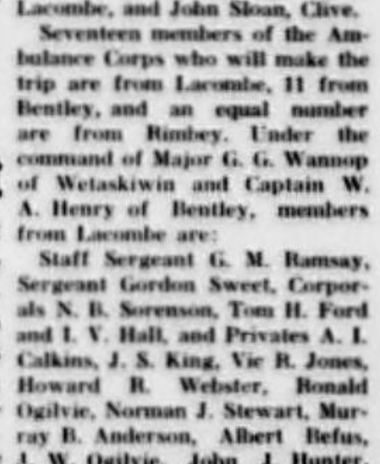 Lacombe, and John Sloan, Clive.
Seventeen members of the Am-
bulance Corps who will make the
trip are from Lacombe, 11 from
Bentley, and an equal number
are from Rimbey. Under the
command of Major G. G. Wannop
of Wetaskiwin and Captain W.
A. Henry of Bentley, members
from Lacombe are:
Staff Sergeant G. M. Ramsay,
Sergeant Gordon Sweet, Corpor-
als N. B. Sorenson, Tom H. Ford
and I. V. Hall, and Privates A. I.
Calkins, J. S. King, Vic R. Jones,
Howard R. Webster, Ronald
Ogilvie, Norman J. Stewart, Mur-
ray B. Anderson, Albert Befus,
J. W. Ogilvie, John J. Hunter,